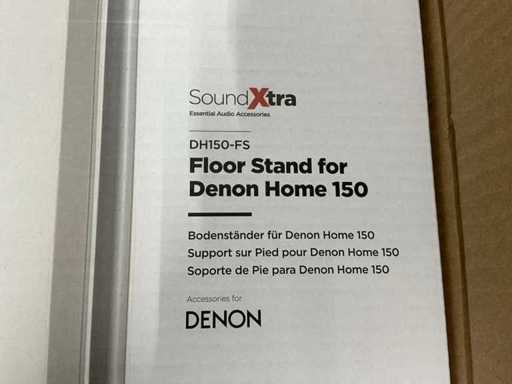 SoundXtra
Essential Audio Accessories
DH150-FS
Floor Stand for
Denon Home 150
Bodenständer für Denon Home 150
Support sur Pied pour Denon Home 150
Soporte de Pie para Denon Home 150
Accessories for
DENON